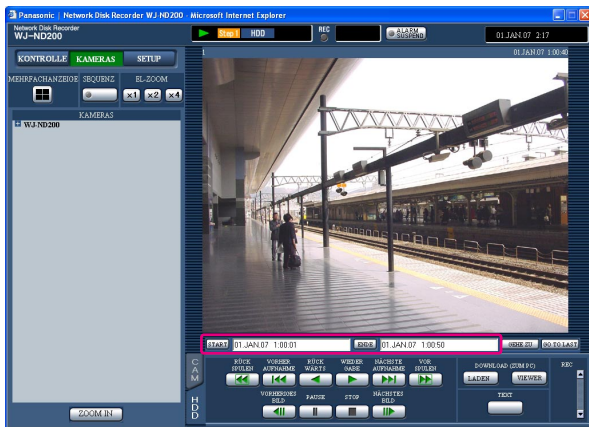 Panasonic | Network Disk Recorder WJ-ND200 - Microsoft Internet Explorer
Network Disk Recorder
WJ-ND200
Step 1 HDD
REC
ALARM SUSPEND
01.JAN.07 2:17
KONTROLLE KAMERAS SETUP
1
01.JAN.07 1:00:40
MEHRFACHANZEIGE SEQUENZ EL-ZOOM
x1 x2 x4
KAMERAS
WJ-ND200
START 01.JAN.07 1:00:01 ENDE 01.JAN.07 1:00:50 GEHE ZU GO TO LAST
CAM
RÜCK SPULEN
VORHER AUFNAHME
RÜCK WÄRTS
WIEDER GABE
NÄCHSTE AUFNAHME
VOR SPULEN
DOWNLOAD (ZUM PC)
REC
LADEN VIEWER
HDD
VORHERIGES BILD
PAUSE
STOP
NÄCHSTES BILD
TEXT
ZOOM IN